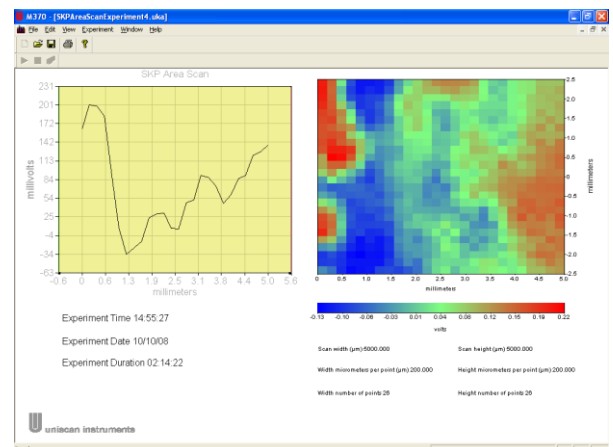 M370 - [SKPAreaScanExperiment4.uka]
File Edit View Experiment Window Help
SKP Area Scan
millivolts
231
201
172
142
113
84
54
25
-4
-34
-63
-0.6 0 0.6 1.3 1.9 2.5 3.1 3.8 4.4 5.0 5.6
millimeters
2.5
2.0
1.5
1.0
0.5
0.0
-0.5
-1.0
-1.5
-2.0
-2.5
millimeters
0 0.5 1.0 1.5 2.0 2.5 3.0 3.5 4.0 4.5 5.0
millimeters
-0.13 -0.10 -0.06 -0.03 0.01 0.04 0.08 0.12 0.15 0.19 0.22
volts
Experiment Time 14:55:27
Experiment Date 10/10/08
Experiment Duration 02:14:22
Scan width (µm) 5000.000 Scan height (µm) 5000.000
Width micrometers per point (µm) 200.000 Height micrometers per point (µm) 200.000
Width number of points 26 Height number of points 26
uniscan instruments